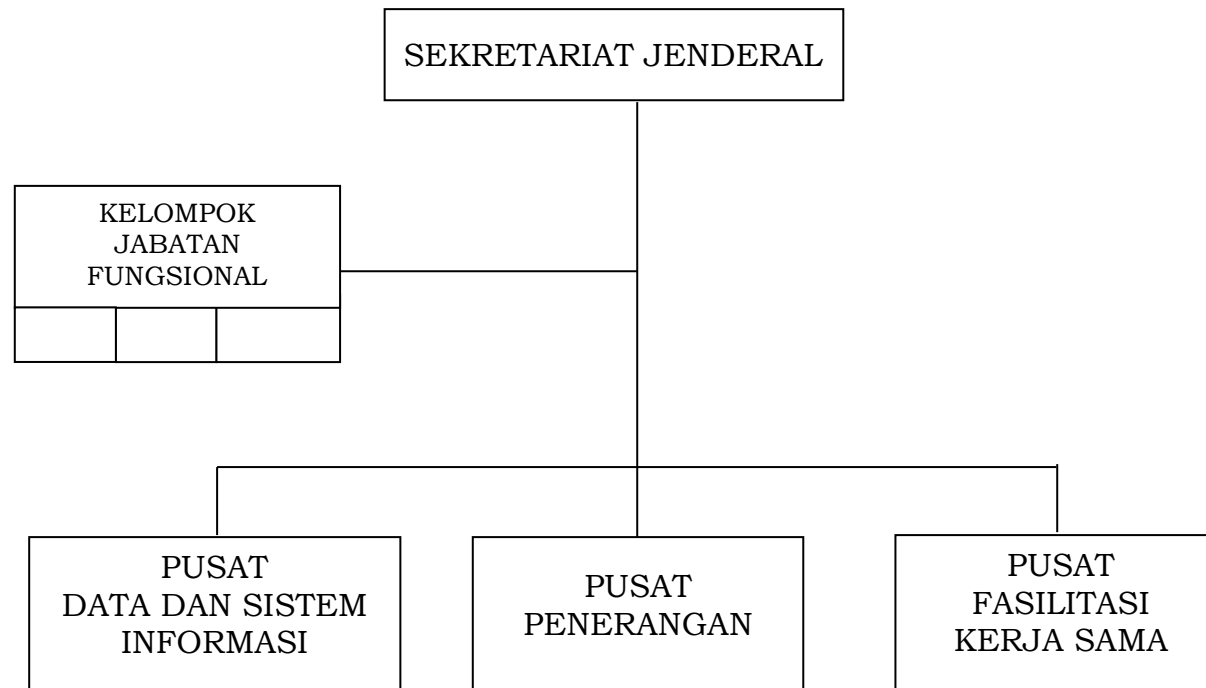 SEKRETARIAT JENDERAL
KELOMPOK
JABATAN
FUNGSIONAL
PUSAT
DATA DAN SISTEM
INFORMASI
PUSAT
PENERANGAN
PUSAT
FASILITASI
KERJA SAMA